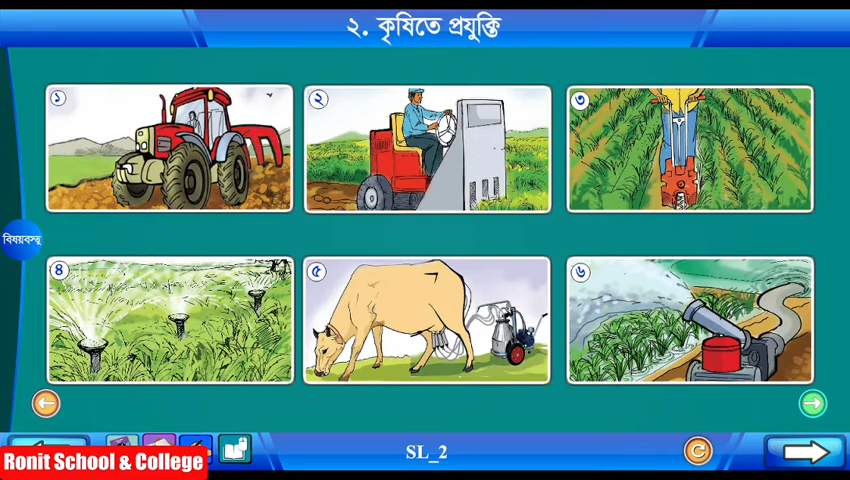 ২. কৃষিতে প্রযুক্তি
১
২
৩
৪
৫
৬
বিষয়বস্তু
SL_2
Ronit School & College